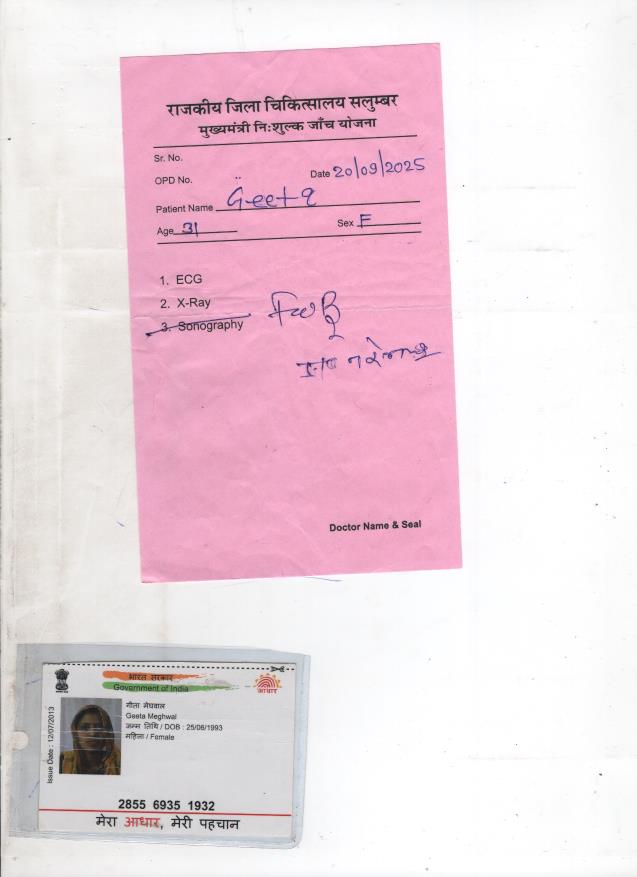 राजकीय जिला चिकित्सालय सलुम्बर
मुख्यमंत्री निःशुल्क जाँच योजना
Sr. No.
OPD No.
Date 20/09/2025
Patient Name Geeta
Age 31 Sex F
1. ECG
2. X-Ray
3. Sonography
Doctor Name & Seal
भारत सरकार
Government of India
आधार
Issue Date : 12/07/2013
गीता मेघवाल
Geeta Meghwal
जन्म तिथि / DOB : 25/06/1993
महिला / Female
2855 6935 1932
मेरा आधार, मेरी पहचान